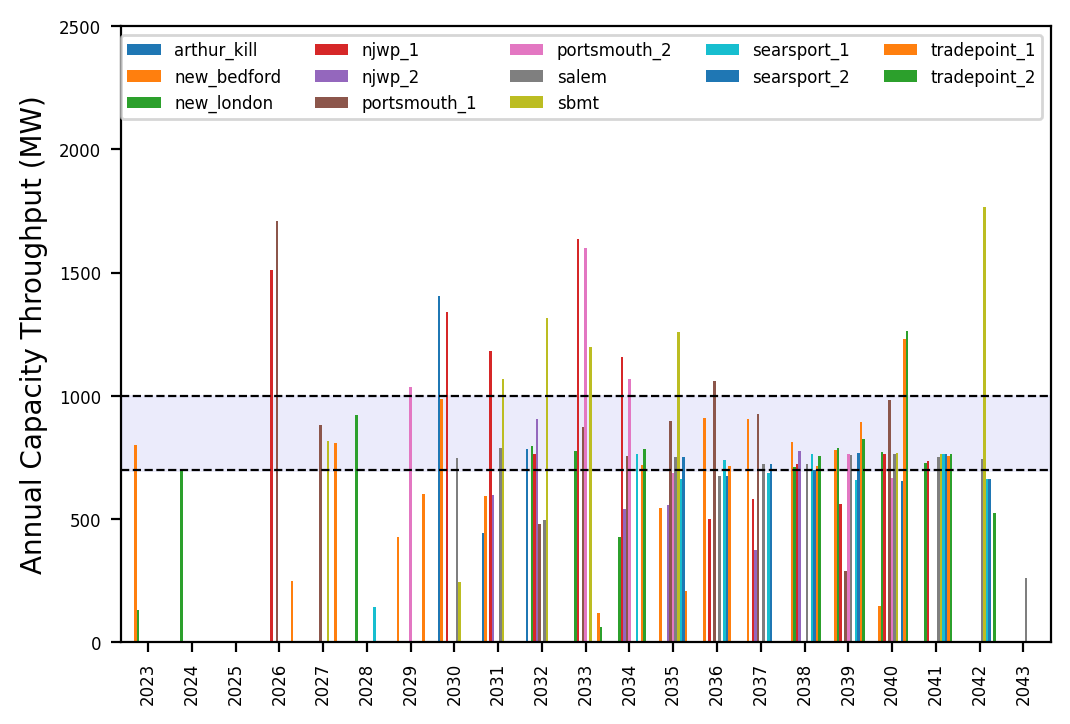 2500
2000
1500
1000
500
0
Annual Capacity Throughput (MW)
arthur_kill
new_bedford
new_london
njwp_1
njwp_2
portsmouth_1
portsmouth_2
salem
sbmt
searsport_1
searsport_2
tradepoint_1
tradepoint_2
2023
2024
2025
2026
2027
2028
2029
2030
2031
2032
2033
2034
2035
2036
2037
2038
2039
2040
2041
2042
2043